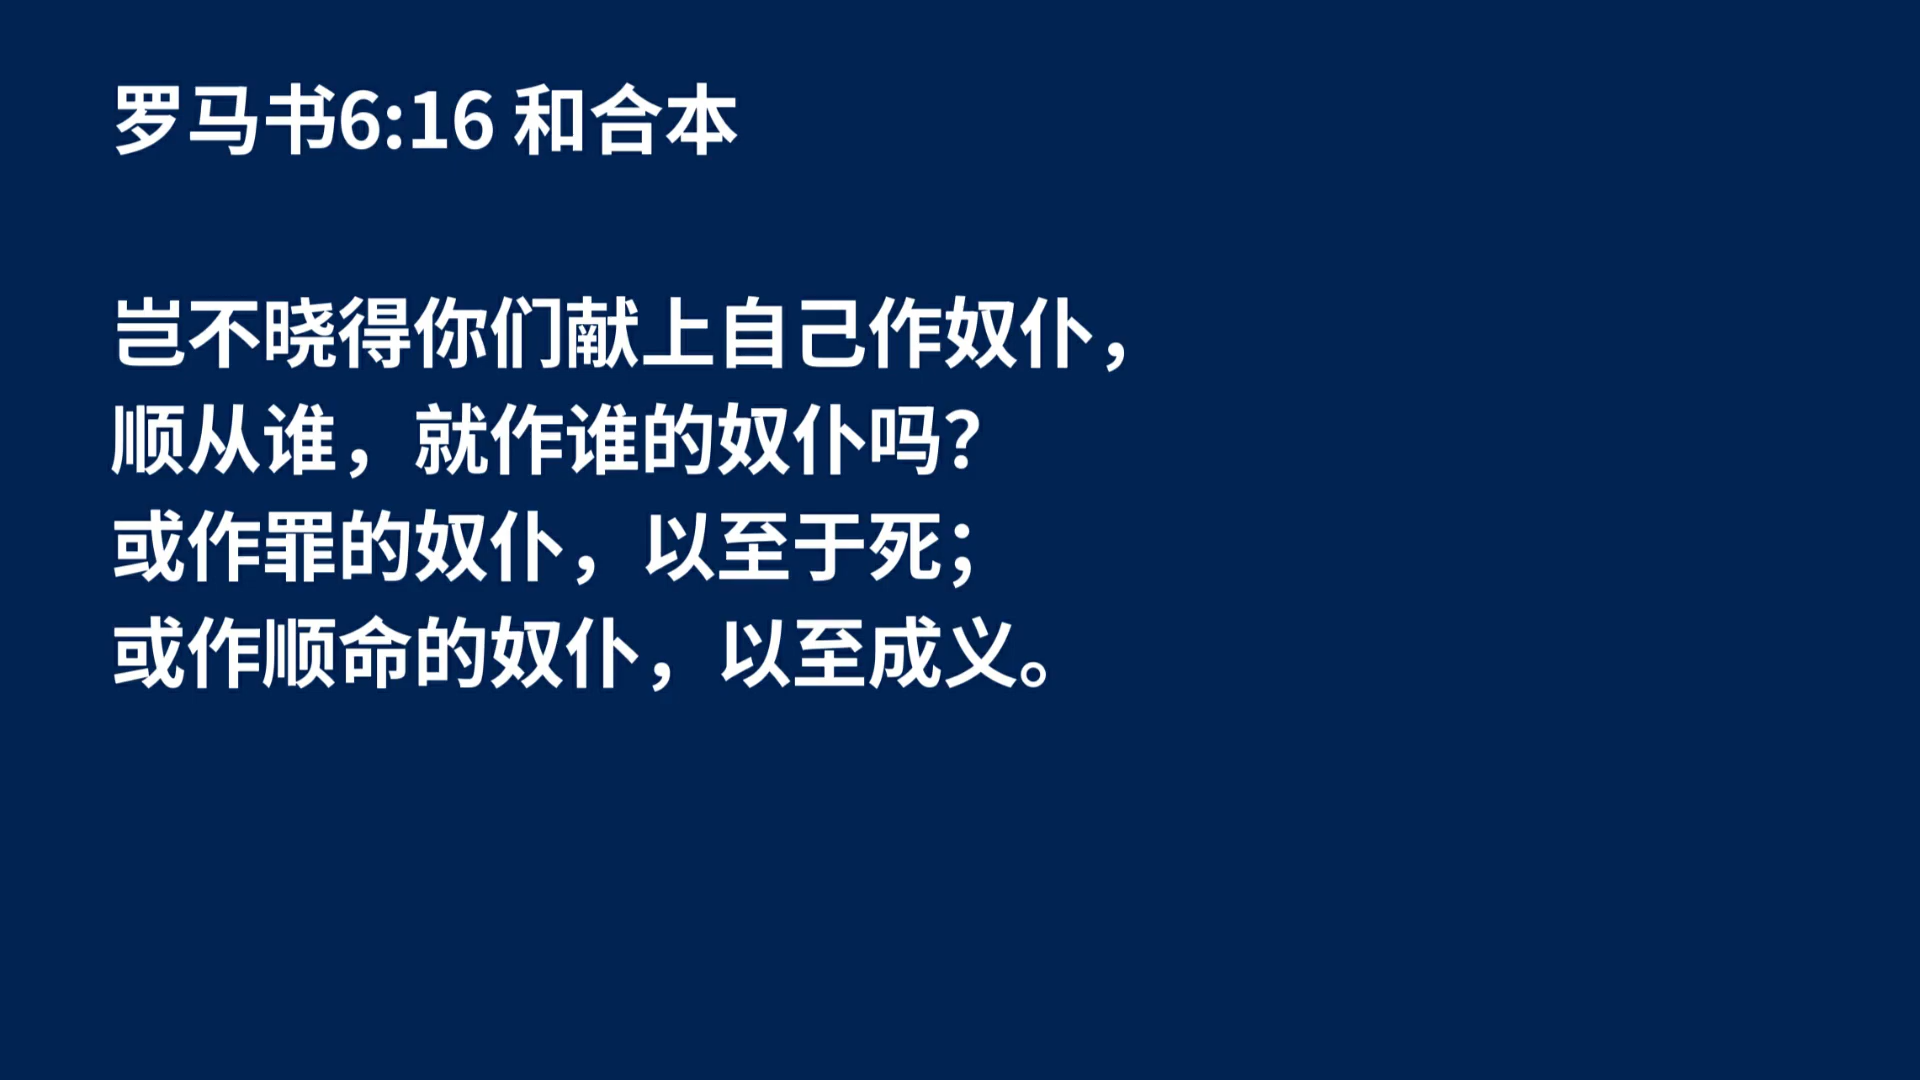 罗马书6:16 和合本
岂不晓得你们献上自己作奴仆，
顺从谁，就作谁的奴仆吗？
或作罪的奴仆，以至于死；
或作顺命的奴仆，以至成义。